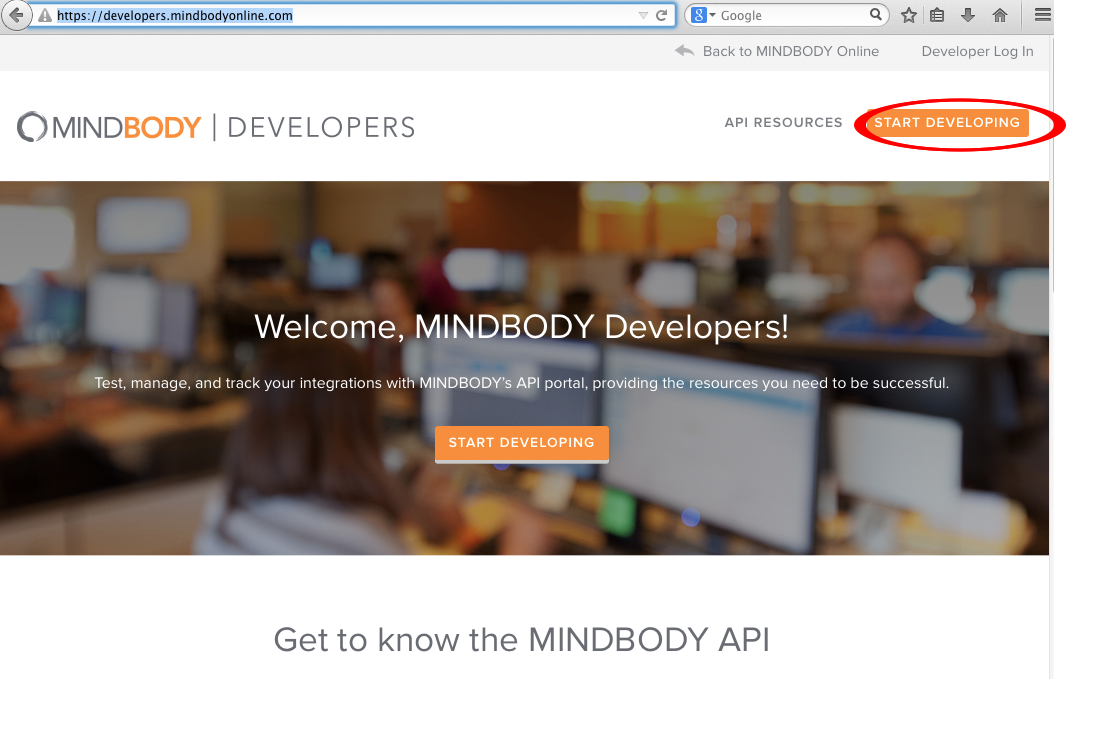 https://developers.mindbodyonline.com
8 Google
Back to MINDBODY Online Developer Log In
MINDBODY | DEVELOPERS
API RESOURCES START DEVELOPING
Welcome, MINDBODY Developers!
Test, manage, and track your integrations with MINDBODY's API portal, providing the resources you need to be successful.
START DEVELOPING
Get to know the MINDBODY API